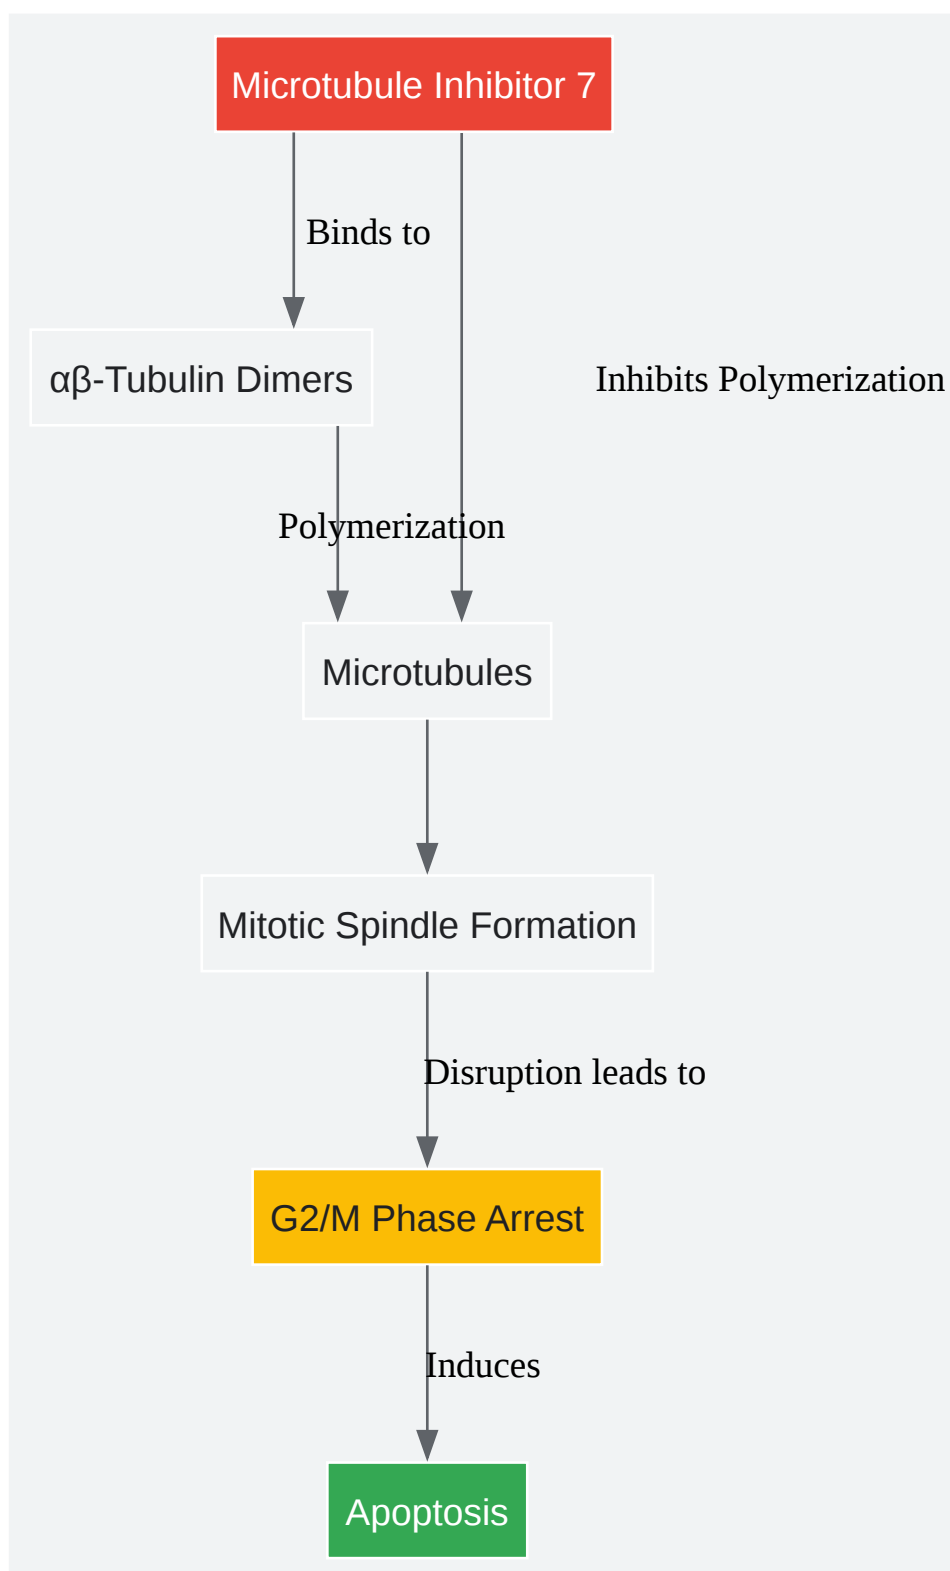 Microtubule Inhibitor 7
Binds to
αβ-Tubulin Dimers
Inhibits Polymerization
Polymerization
Microtubules
Mitotic Spindle Formation
Disruption leads to
G2/M Phase Arrest
Induces
Apoptosis